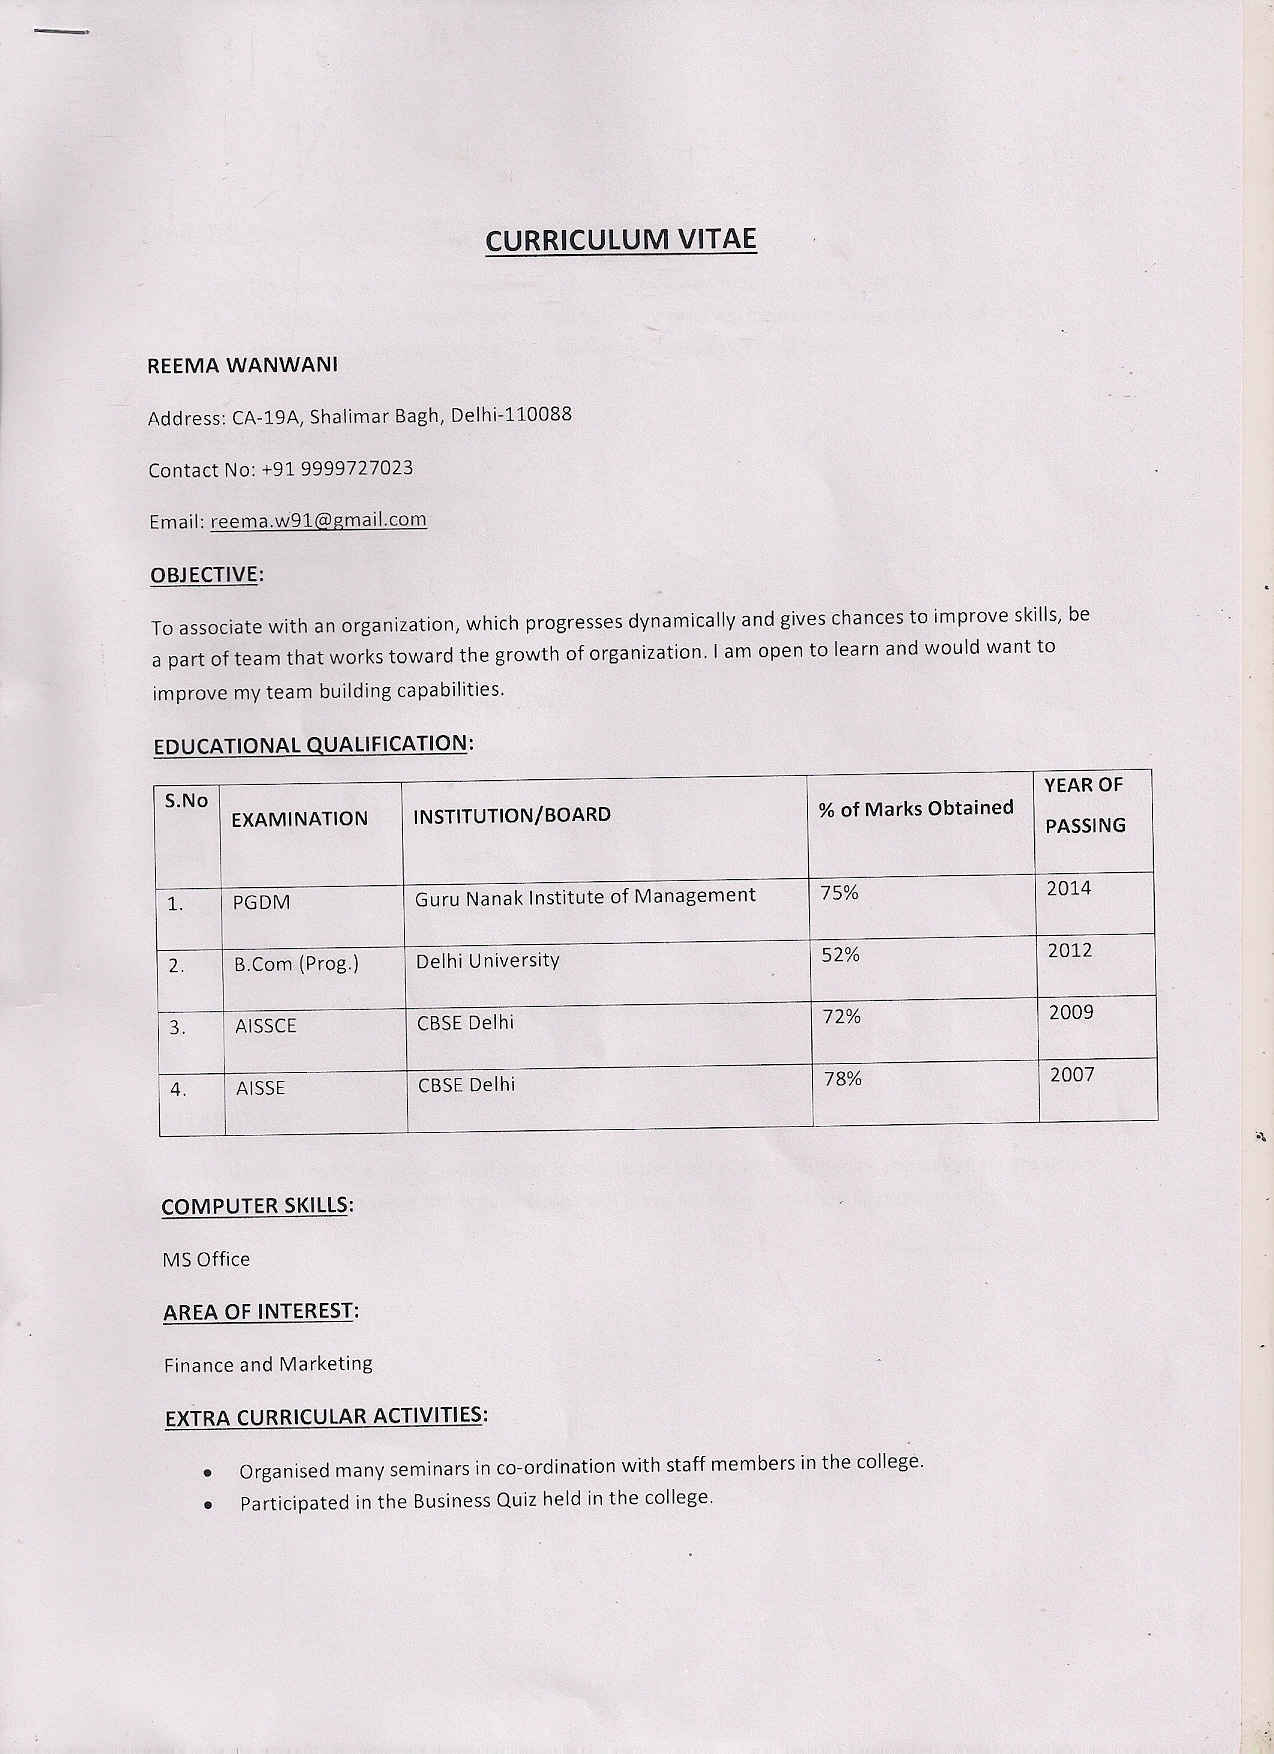 CURRICULUM VITAE
REEMA WANWANI
Address: CA-19A, Shalimar Bagh, Delhi-110088
Contact No: +91 9999727023
Email: reema.w91@gmail.com
OBJECTIVE:
To associate with an organization, which progresses dynamically and gives chances to improve skills, be
a part of team that works toward the growth of organization. I am open to learn and would want to
improve my team building capabilities.
EDUCATIONAL QUALIFICATION:
S.No EXAMINATION INSTITUTION/BOARD % of Marks Obtained YEAR OF PASSING
1. PGDM Guru Nanak Institute of Management 75% 2014
2. B.Com (Prog.) Delhi University 52% 2012
3. AISSCE CBSE Delhi 72% 2009
4. AISSE CBSE Delhi 78% 2007
COMPUTER SKILLS:
MS Office
AREA OF INTEREST:
Finance and Marketing
EXTRA CURRICULAR ACTIVITIES:
• Organised many seminars in co-ordination with staff members in the college.
• Participated in the Business Quiz held in the college.